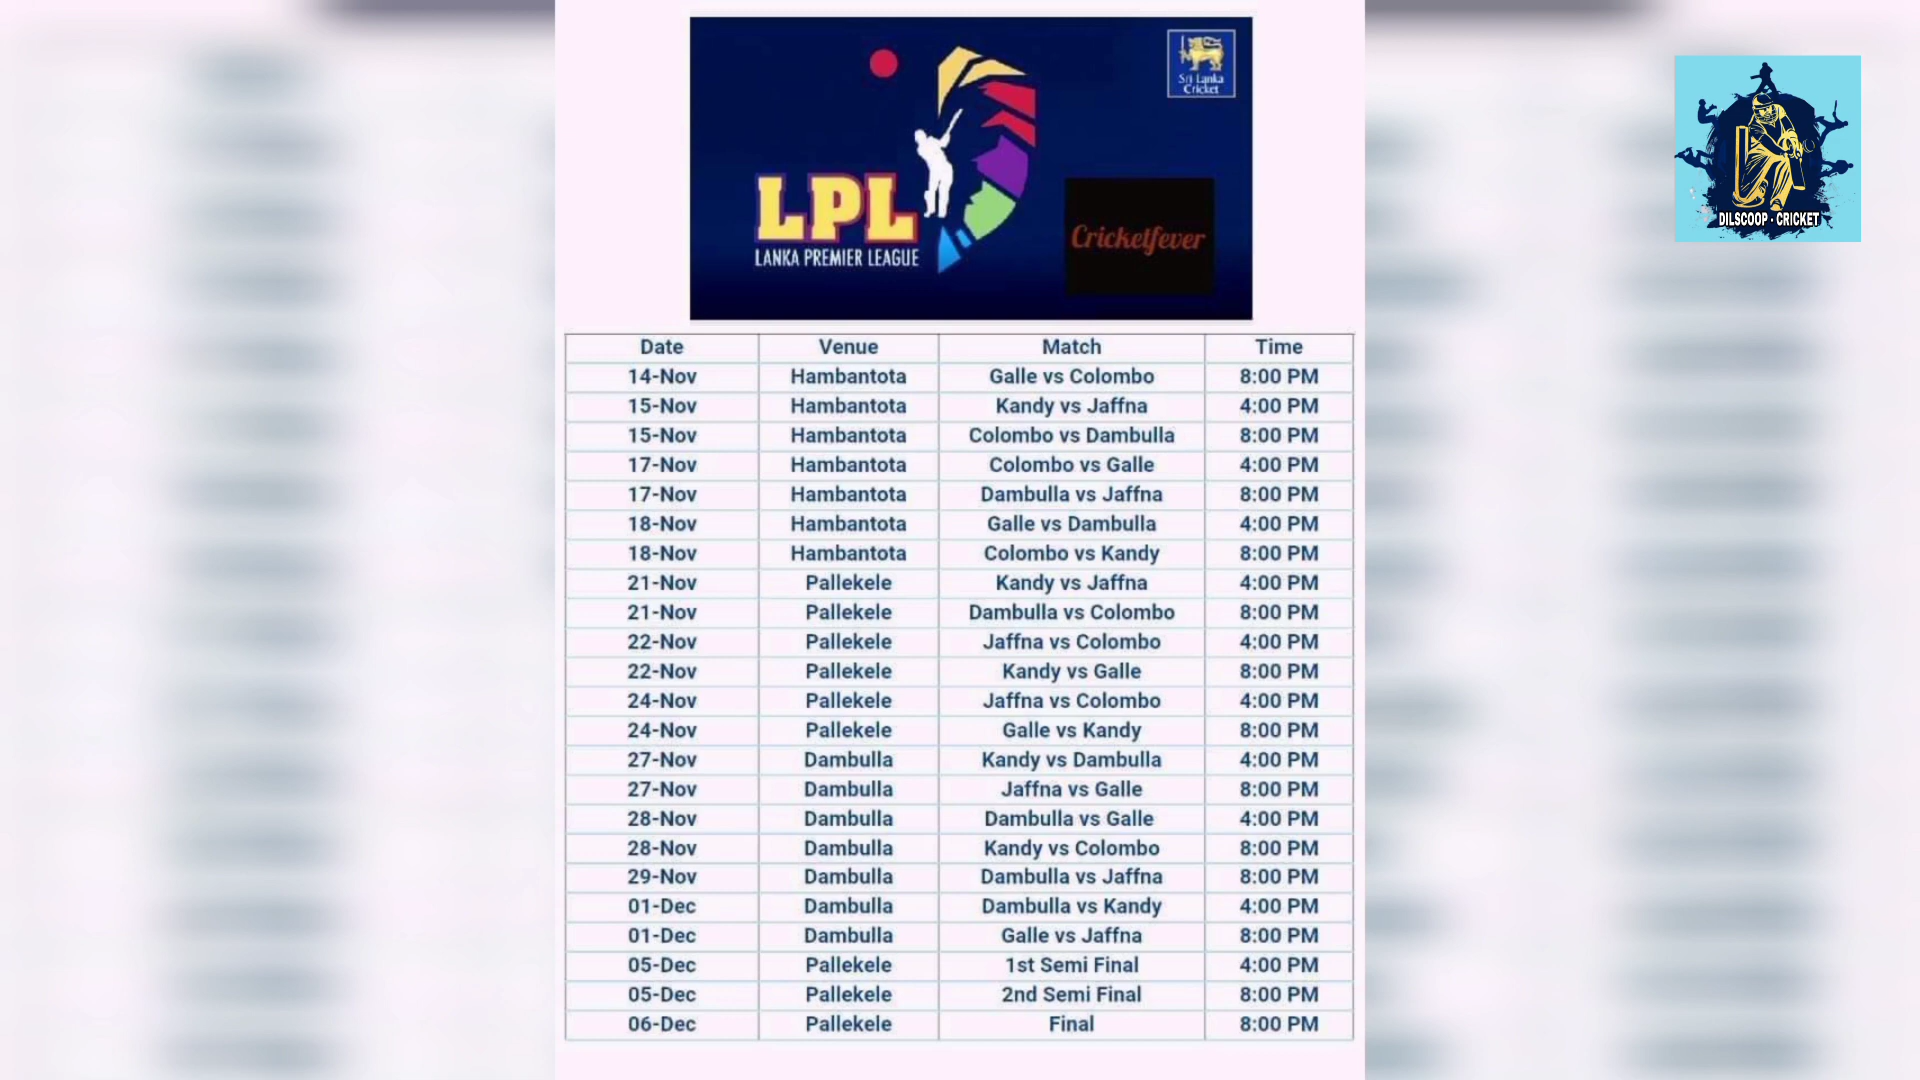 Sri Lanka
Cricket
LPL
LANKA PREMIER LEAGUE
Cricketfever
DILSCOOP - CRICKET
Date Venue Match Time
14-Nov Hambantota Galle vs Colombo 8:00 PM
15-Nov Hambantota Kandy vs Jaffna 4:00 PM
15-Nov Hambantota Colombo vs Dambulla 8:00 PM
17-Nov Hambantota Colombo vs Galle 4:00 PM
17-Nov Hambantota Dambulla vs Jaffna 8:00 PM
18-Nov Hambantota Galle vs Dambulla 4:00 PM
18-Nov Hambantota Colombo vs Kandy 8:00 PM
21-Nov Pallekele Kandy vs Jaffna 4:00 PM
21-Nov Pallekele Dambulla vs Colombo 8:00 PM
22-Nov Pallekele Jaffna vs Colombo 4:00 PM
22-Nov Pallekele Kandy vs Galle 8:00 PM
24-Nov Pallekele Jaffna vs Colombo 4:00 PM
24-Nov Pallekele Galle vs Kandy 8:00 PM
27-Nov Dambulla Kandy vs Dambulla 4:00 PM
27-Nov Dambulla Jaffna vs Galle 8:00 PM
28-Nov Dambulla Dambulla vs Galle 4:00 PM
28-Nov Dambulla Kandy vs Colombo 8:00 PM
29-Nov Dambulla Dambulla vs Jaffna 8:00 PM
01-Dec Dambulla Dambulla vs Kandy 4:00 PM
01-Dec Dambulla Galle vs Jaffna 8:00 PM
05-Dec Pallekele 1st Semi Final 4:00 PM
05-Dec Pallekele 2nd Semi Final 8:00 PM
06-Dec Pallekele Final 8:00 PM